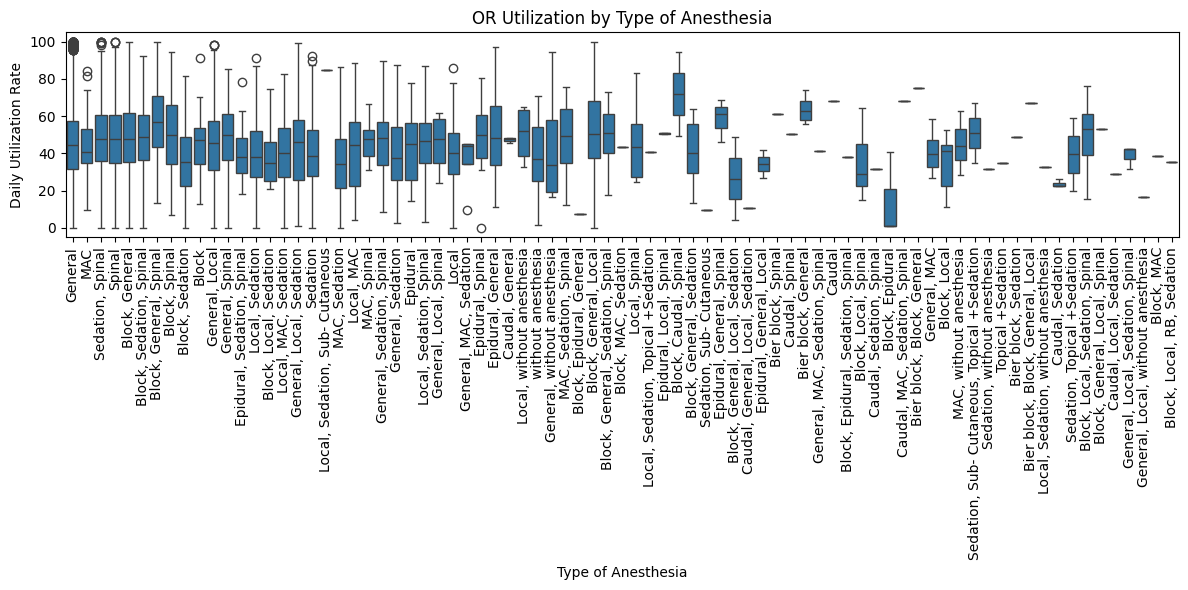 OR Utilization by Type of Anesthesia
Daily Utilization Rate
100
80
60
40
20
0
General
MAC
Sedation, Spinal
Spinal
Block, General
Block, Sedation, Spinal
Block, General, Spinal
Block, Spinal
Block, Sedation
Block
General, Local
General, Spinal
Epidural, Sedation, Spinal
Local, Sedation
Block, Local, Sedation
Local, MAC, Sedation
General, Local, Sedation
Sedation
Local, Sedation, Sub- Cutaneous
MAC, Sedation
Local, MAC
MAC, Spinal
General, Sedation, Spinal
General, Sedation
Epidural
Local, Sedation, Spinal
General, Local, Spinal
Local
General, MAC, Sedation
Epidural, Spinal
Epidural, General
Caudal, General
Local, without anesthesia
without anesthesia
General, without anesthesia
MAC, Sedation, Spinal
Block, Epidural, General
Block, General, Local
Block, General, Sedation, Spinal
Block, MAC, Sedation
Local, Spinal
Local, Sedation, Topical +Sedation
Epidural, Local
Block, Caudal, General
Block, General, Sedation
Sedation, Sub- Cutaneous
Epidural, General, Spinal
Block, General, Local, Sedation
Caudal, General, Local, Sedation
Epidural, General, Local
Bier block, Spinal
Caudal, Spinal
Bier block, General
General, MAC, Sedation, Spinal
Caudal
Block, Epidural, Sedation, Spinal
Block, Local, Spinal
Caudal, Sedation, Spinal
Block, Epidural
Caudal, MAC, Sedation, Spinal
Bier block, General, Sedation
General, MAC
Block, Local
MAC, without anesthesia
Sedation, Sub- Cutaneous, Topical +Sedation
Sedation, without anesthesia
Topical +Sedation
Bier block, Sedation
Bier block, General, Local
Local, Sedation, without anesthesia
Caudal, Sedation
Sedation, Topical +Sedation
Block, Local, Sedation, Spinal
Block, General, Local, Spinal
Caudal, Local, Sedation
General, Local, Sedation, Spinal
General, Local, without anesthesia
Block, MAC
Block, Local, RB, Sedation
Type of Anesthesia